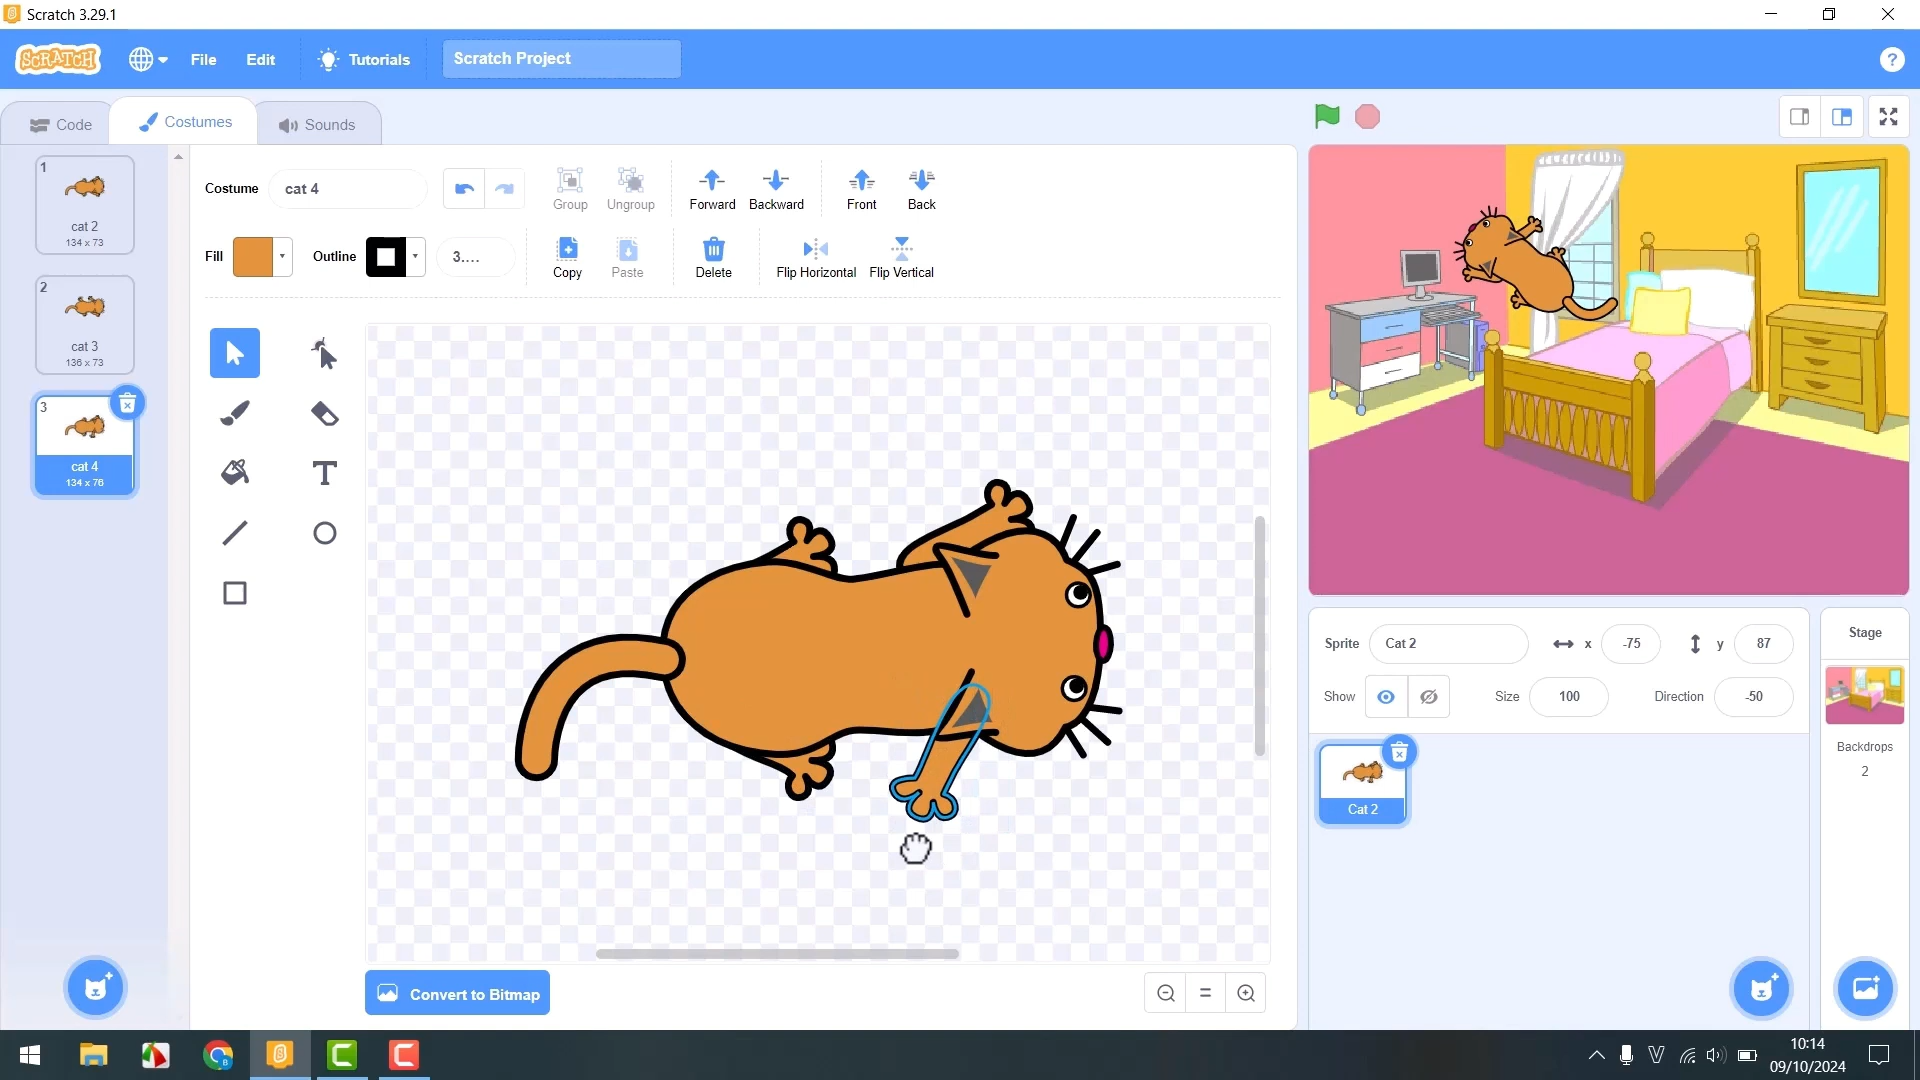 Scratch 3.29.1
SCRATCH
File
Edit
Tutorials
Scratch Project
?
Code
Costumes
Sounds
1
cat 2
134 x 73
2
cat 3
136 x 73
3
cat 4
134 x 76
Costume
cat 4
Group
Ungroup
Forward
Backward
Front
Back
Fill
Outline
3....
Copy
Paste
Delete
Flip Horizontal
Flip Vertical
T
Convert to Bitmap
Sprite
Cat 2
x
-75
y
87
Show
Size
100
Direction
-50
Cat 2
Stage
Backdrops
2
10:14
09/10/2024